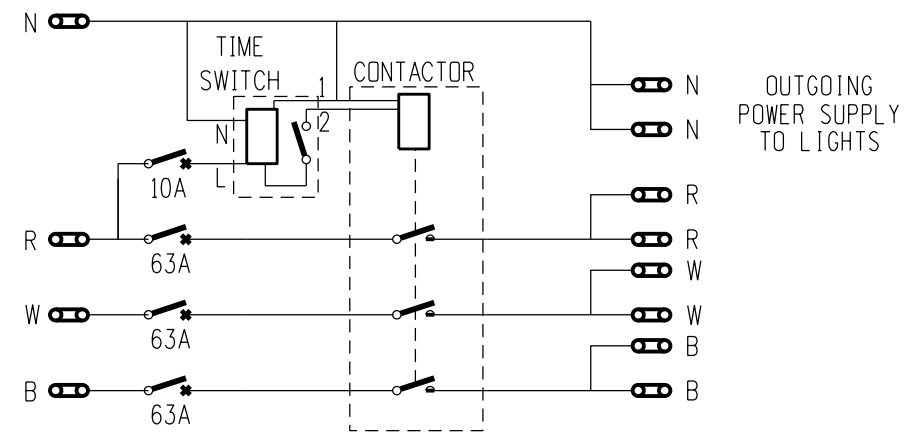 N
TIME
SWITCH
CONTACTOR
1
2
N
L
10A
R
63A
W
63A
B
63A
N
N
R
R
W
W
B
B
OUTGOING
POWER SUPPLY
TO LIGHTS